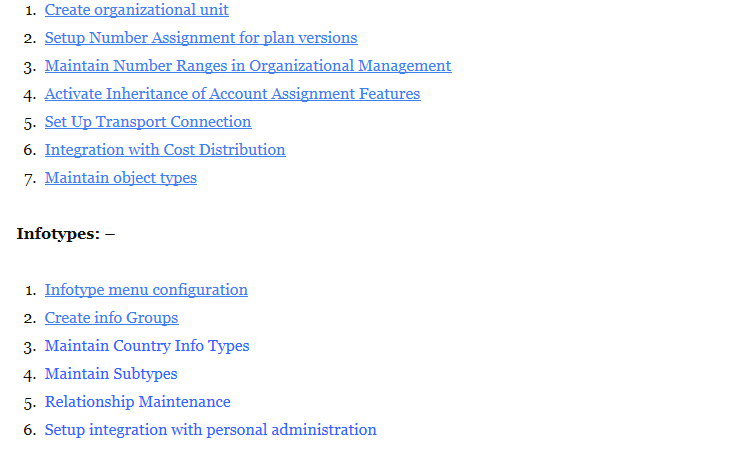 1. Create organizational unit
2. Setup Number Assignment for plan versions
3. Maintain Number Ranges in Organizational Management
4. Activate Inheritance of Account Assignment Features
5. Set Up Transport Connection
6. Integration with Cost Distribution
7. Maintain object types
Infotypes: –
1. Infotype menu configuration
2. Create info Groups
3. Maintain Country Info Types
4. Maintain Subtypes
5. Relationship Maintenance
6. Setup integration with personal administration